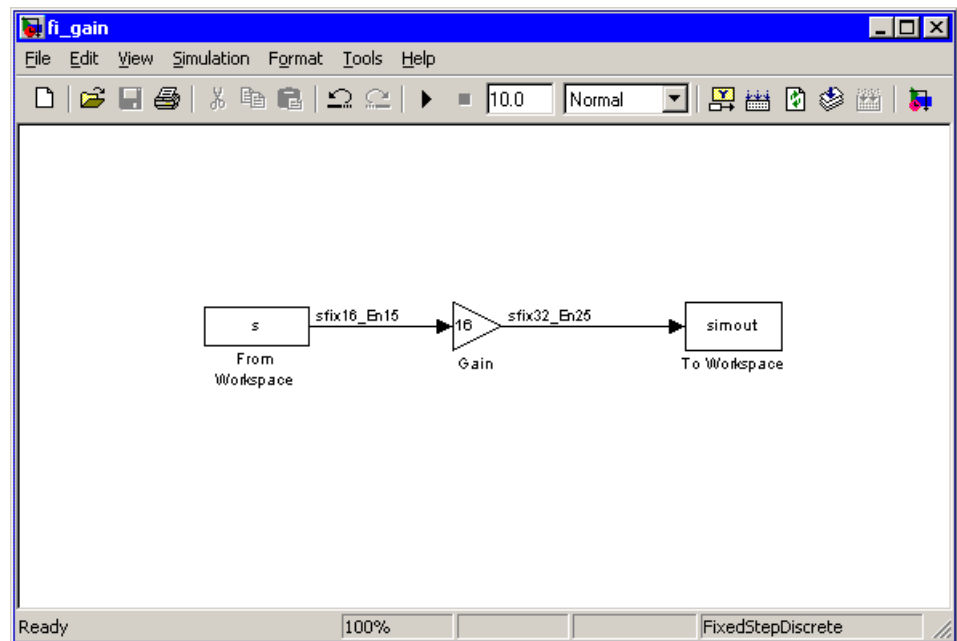 fi_gain
File Edit View Simulation Format Tools Help
10.0 Normal
s
sfix16_En15
16
sfix32_En25
simout
From
Workspace
Gain
To Workspace
Ready 100% FixedStepDiscrete